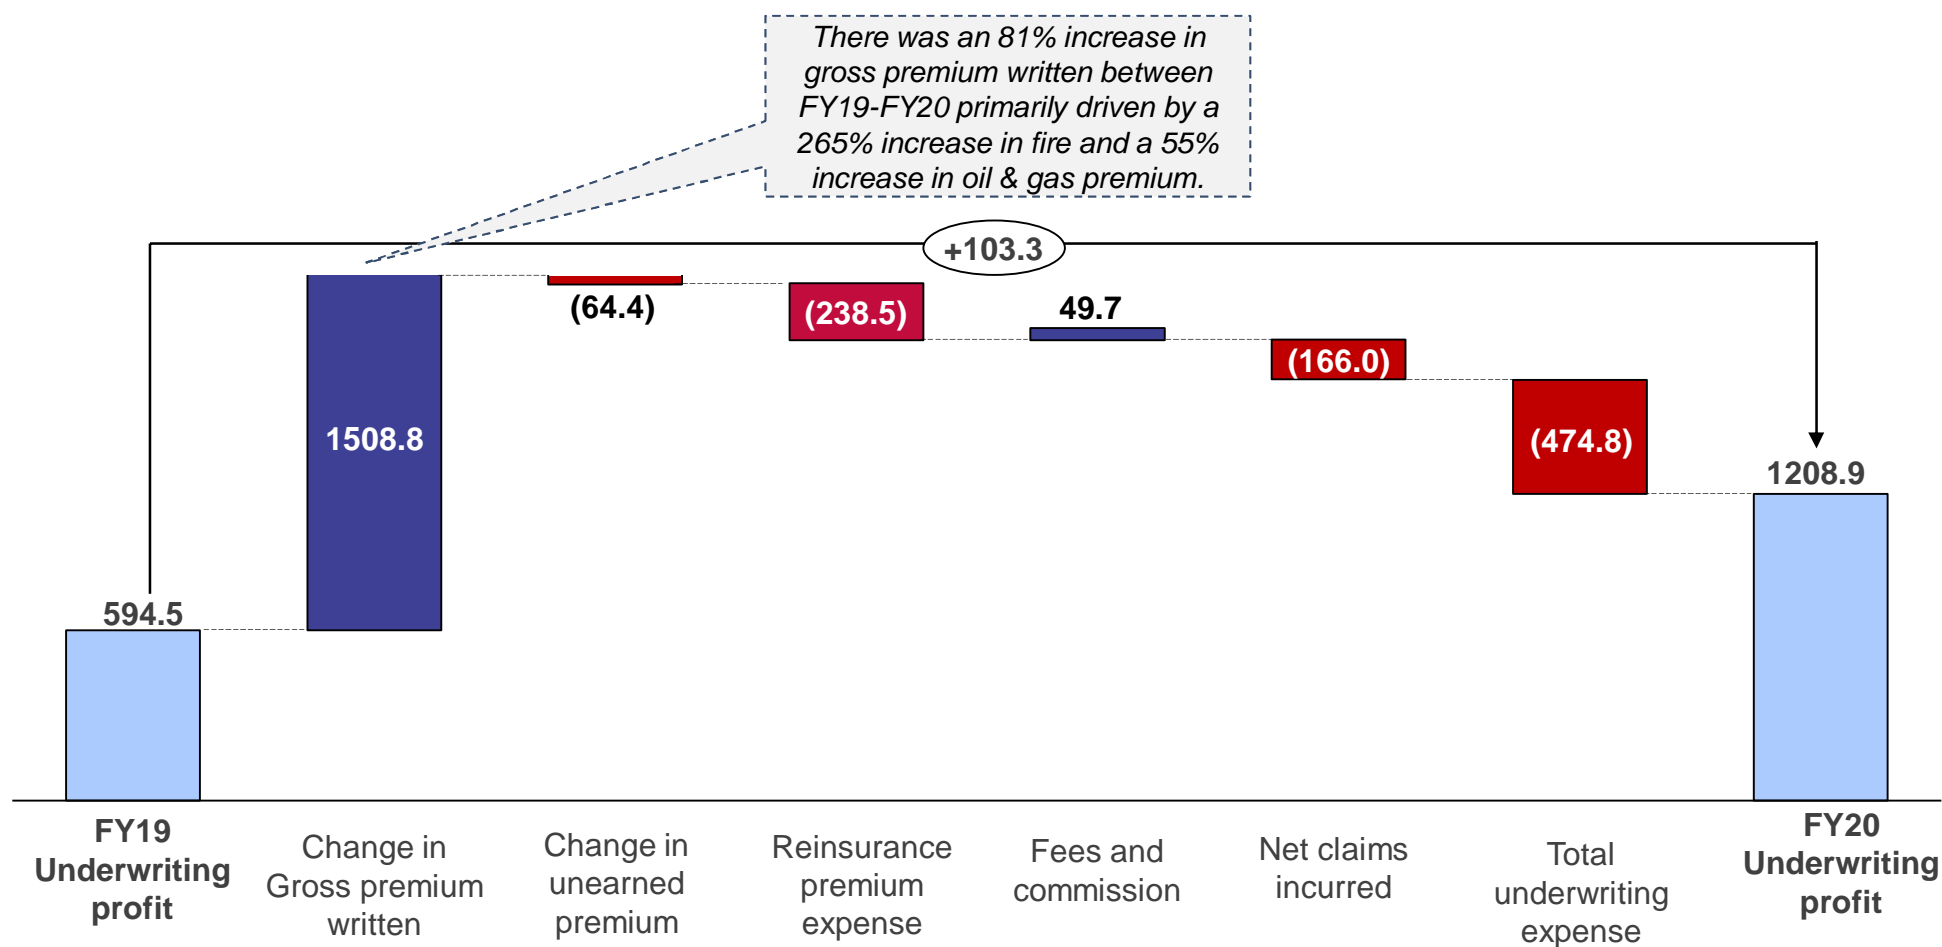 There was an 81% increase in
gross premium written between
FY19-FY20 primarily driven by a
265% increase in fire and a 55%
increase in oil & gas premium.
+103.3
594.5
1508.8
(64.4)
(238.5)
49.7
(166.0)
(474.8)
1208.9
FY19
Underwriting
profit
Change in
Gross premium
written
Change in
unearned
premium
Reinsurance
premium
expense
Fees and
commission
Net claims
incurred
Total
underwriting
expense
FY20
Underwriting
profit